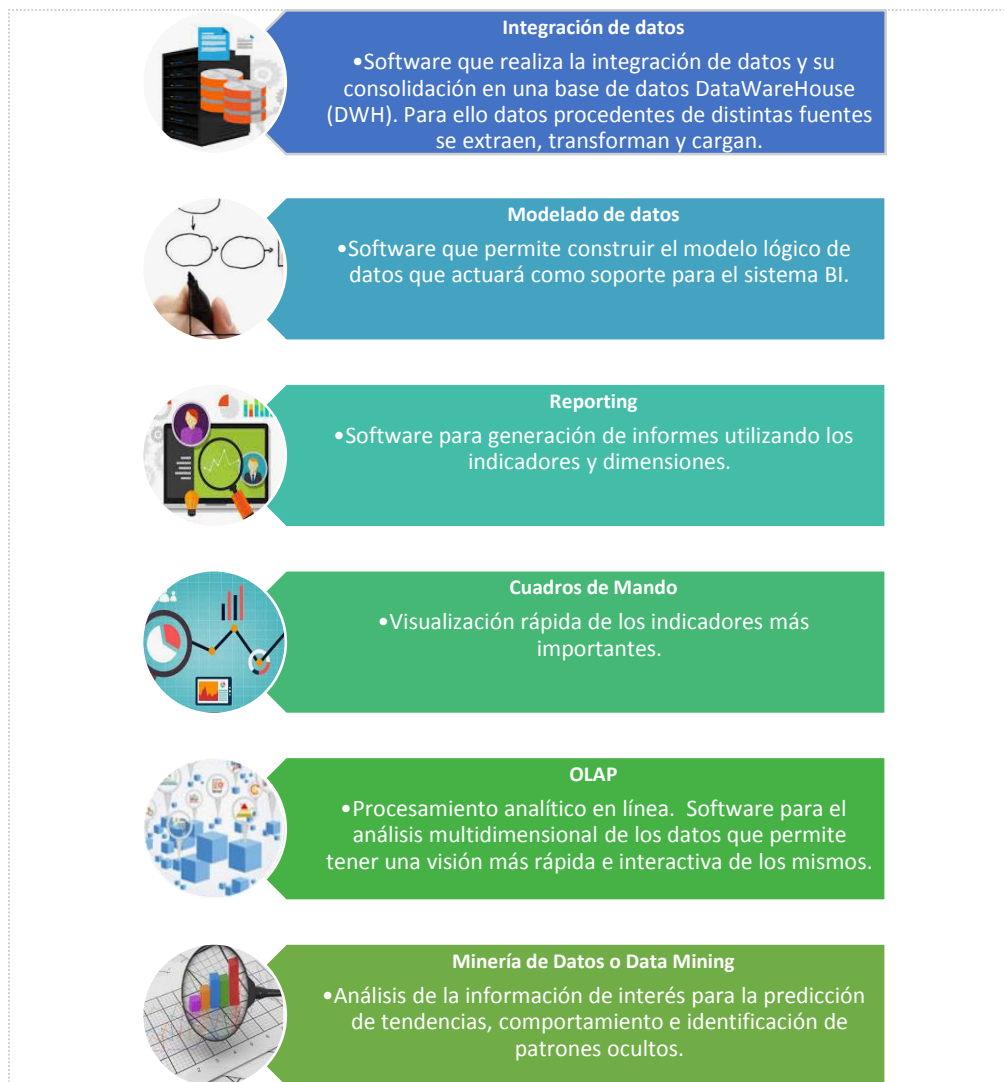 Integración de datos
•Software que realiza la integración de datos y su
consolidación en una base de datos DataWareHouse
(DWH). Para ello datos procedentes de distintas fuentes
se extraen, transforman y cargan.
Modelado de datos
•Software que permite construir el modelo lógico de
datos que actuará como soporte para el sistema BI.
Reporting
•Software para generación de informes utilizando los
indicadores y dimensiones.
Cuadros de Mando
•Visualización rápida de los indicadores más
importantes.
OLAP
•Procesamiento analítico en línea.  Software para el
análisis multidimensional de los datos que permite
tener una visión más rápida e interactiva de los mismos.
Minería de Datos o Data Mining
•Análisis de la información de interés para la predicción
de tendencias, comportamiento e identificación de
patrones ocultos.